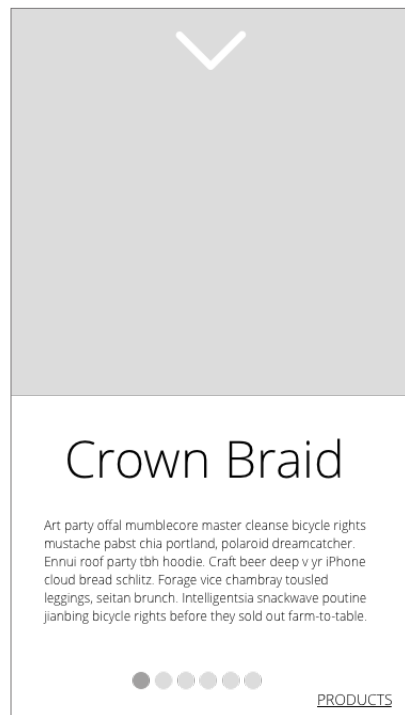 Crown Braid
Art party offal mumblecore master cleanse bicycle rights
mustache pabst chia portland, polaroid dreamcatcher.
Ennui roof party tbh hoodie. Craft beer deep v yr iPhone
cloud bread schlitz. Forage vice chambray tousled
leggings, seitan brunch. Intelligentsia snackwave poutine
jianbing bicycle rights before they sold out farm-to-table.
PRODUCTS